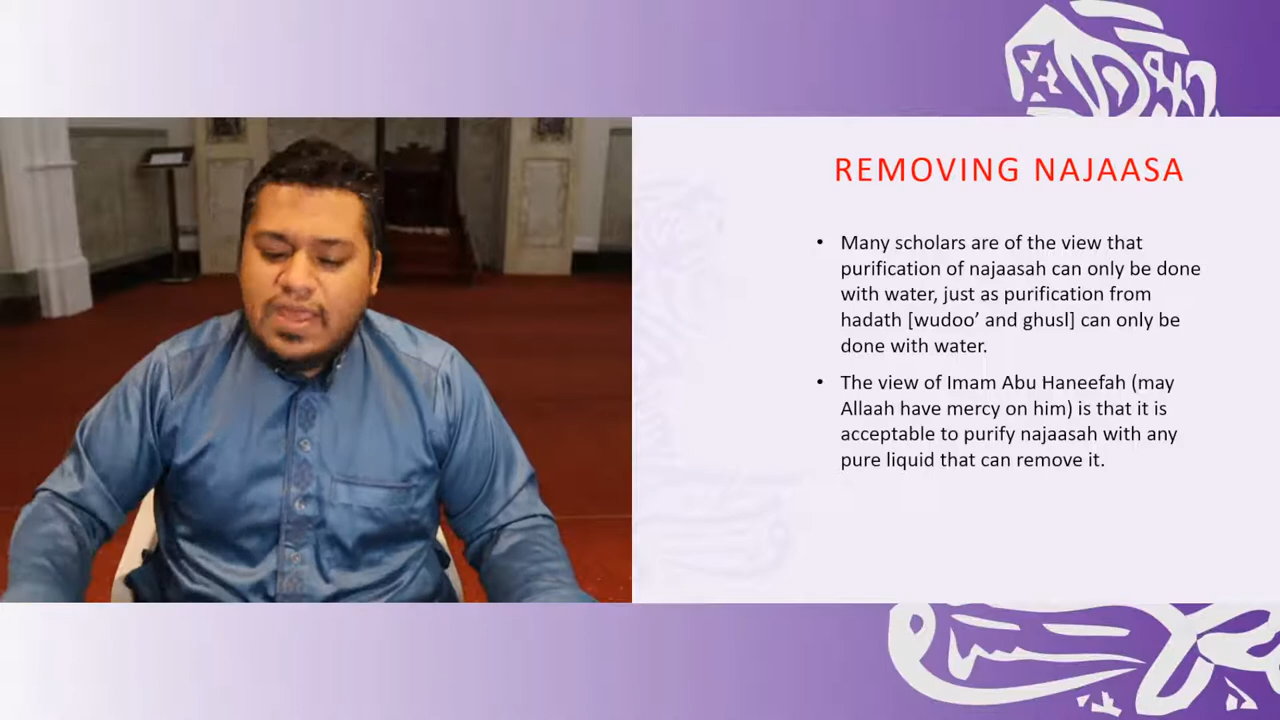 REMOVING NAJAASA
• Many scholars are of the view that
purification of najaasah can only be done
with water, just as purification from
hadath [wudoo’ and ghusl] can only be
done with water.
• The view of Imam Abu Haneefah (may
Allaah have mercy on him) is that it is
acceptable to purify najaasah with any
pure liquid that can remove it.